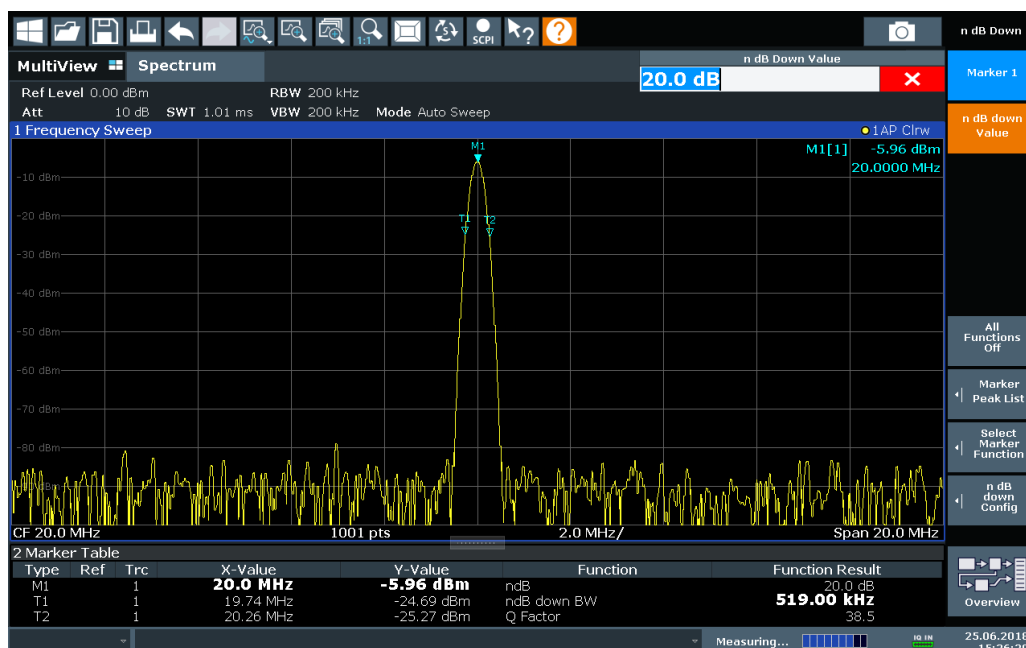 1:1
SCPI
n dB Down
MultiView
Spectrum
n dB Down Value
20.0 dB
Marker 1
Ref Level 0.00 dBm
RBW 200 kHz
Att 10 dB SWT 1.01 ms VBW 200 kHz Mode Auto Sweep
n dB down
Value
1 Frequency Sweep
1AP Clrw
M1
M1[1] -5.96 dBm
20.0000 MHz
-10 dBm
-20 dBm
T1 T2
-30 dBm
-40 dBm
-50 dBm
-60 dBm
-70 dBm
-80 dBm
All
Functions
Off
Marker
Peak List
Select
Marker
Function
n dB
down
Config
CF 20.0 MHz 1001 pts 2.0 MHz/ Span 20.0 MHz
2 Marker Table
Type Ref Trc X-Value Y-Value Function Function Result
M1 1 20.0 MHz -5.96 dBm ndB 20.0 dB
T1 1 19.74 MHz -24.69 dBm ndB down BW 519.00 kHz
T2 1 20.26 MHz -25.27 dBm Q Factor 38.5
Overview
Measuring...
IQ IN
25.06.2018